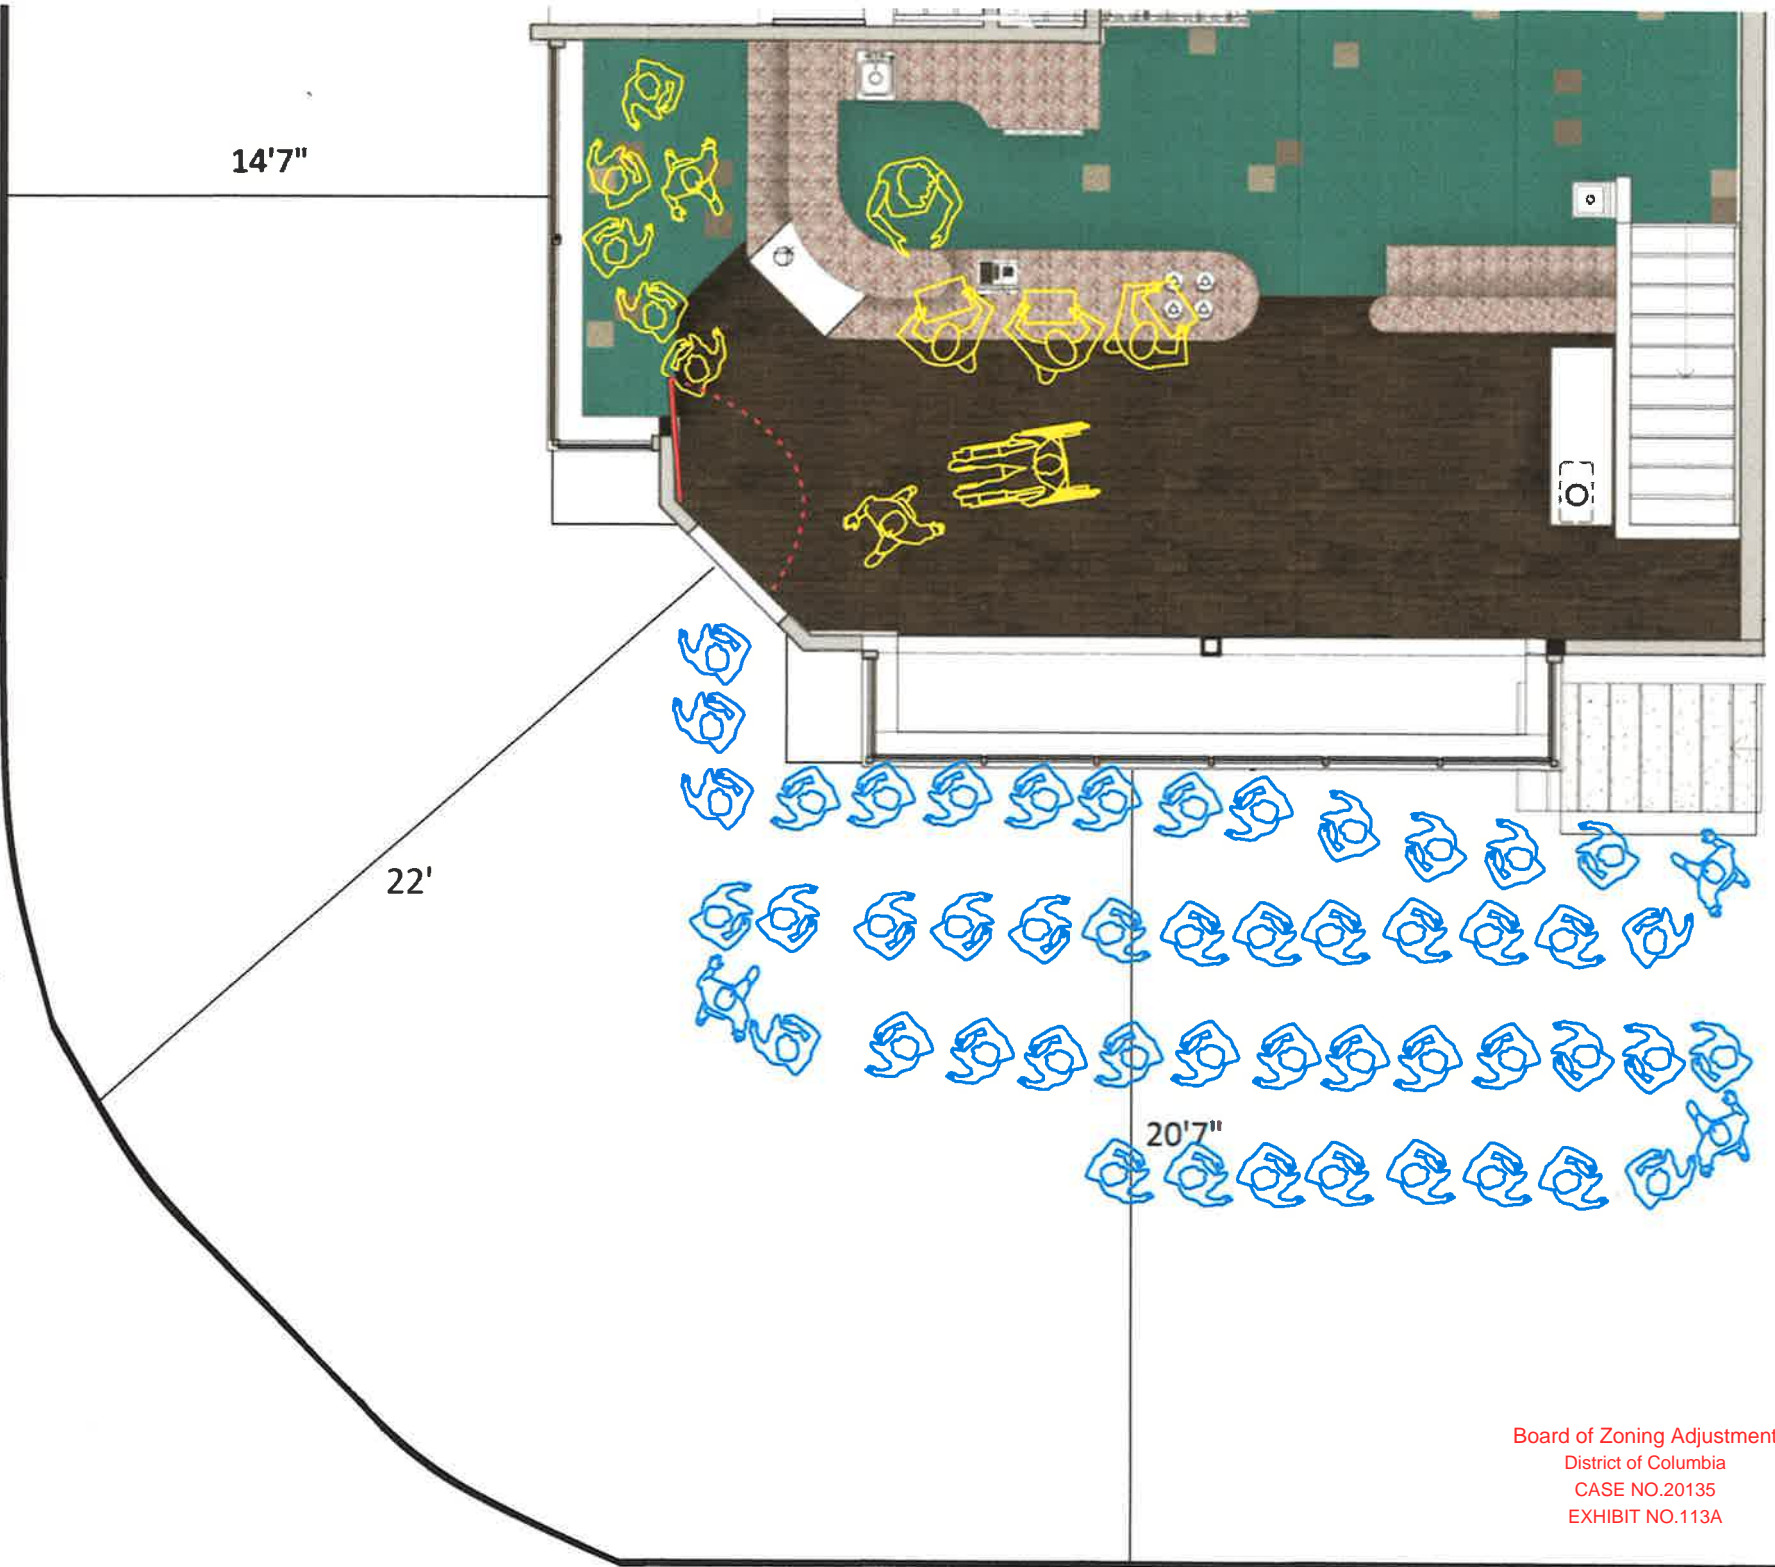 14'7"
22'
20'7"
Board of Zoning Adjustment
District of Columbia
CASE NO.20135
EXHIBIT NO.113A